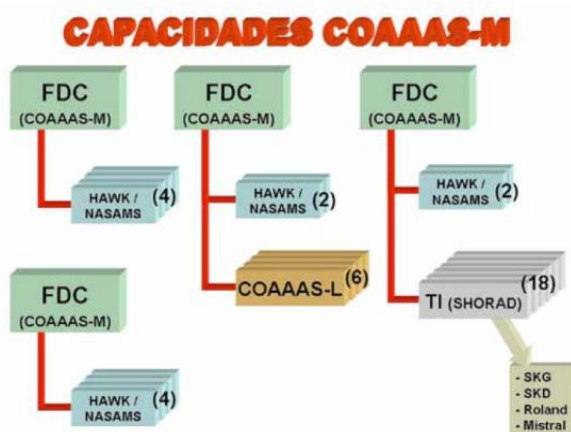 CAPACIDADES COAAAS-M
FDC
(COAAAS-M)
HAWK /
NASAMS
(4)
FDC
(COAAAS-M)
HAWK /
NASAMS
(2)
COAAAS-L
(6)
FDC
(COAAAS-M)
HAWK /
NASAMS
(2)
TI (SHORAD)
(18)
- SKG
- SKD
- Roland
- Mistral
FDC
(COAAAS-M)
HAWK /
NASAMS
(4)